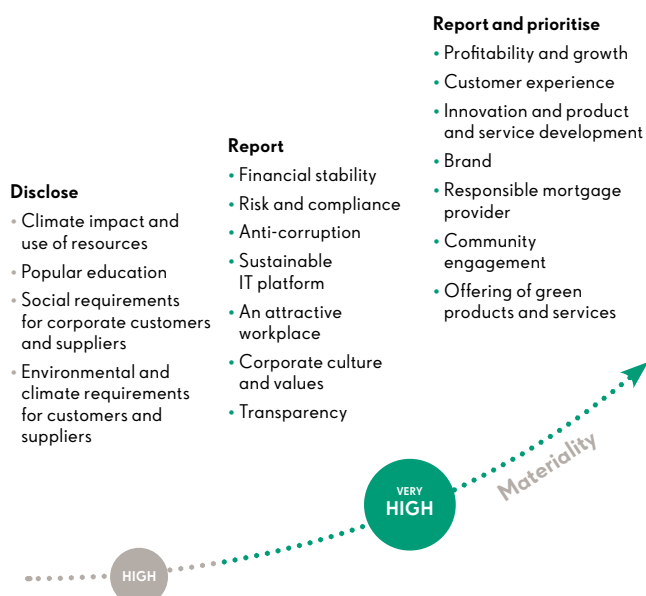 Disclose
• Climate impact and
use of resources
• Popular education
• Social requirements
for corporate customers
and suppliers
• Environmental and
climate requirements
for customers and
suppliers
Report
• Financial stability
• Risk and compliance
• Anti-corruption
• Sustainable
IT platform
• An attractive
workplace
• Corporate culture
and values
• Transparency
Report and prioritise
• Profitability and growth
• Customer experience
• Innovation and product
and service development
• Brand
• Responsible mortgage
provider
• Community
engagement
• Offering of green
products and services
HIGH
VERY
HIGH
Materiality